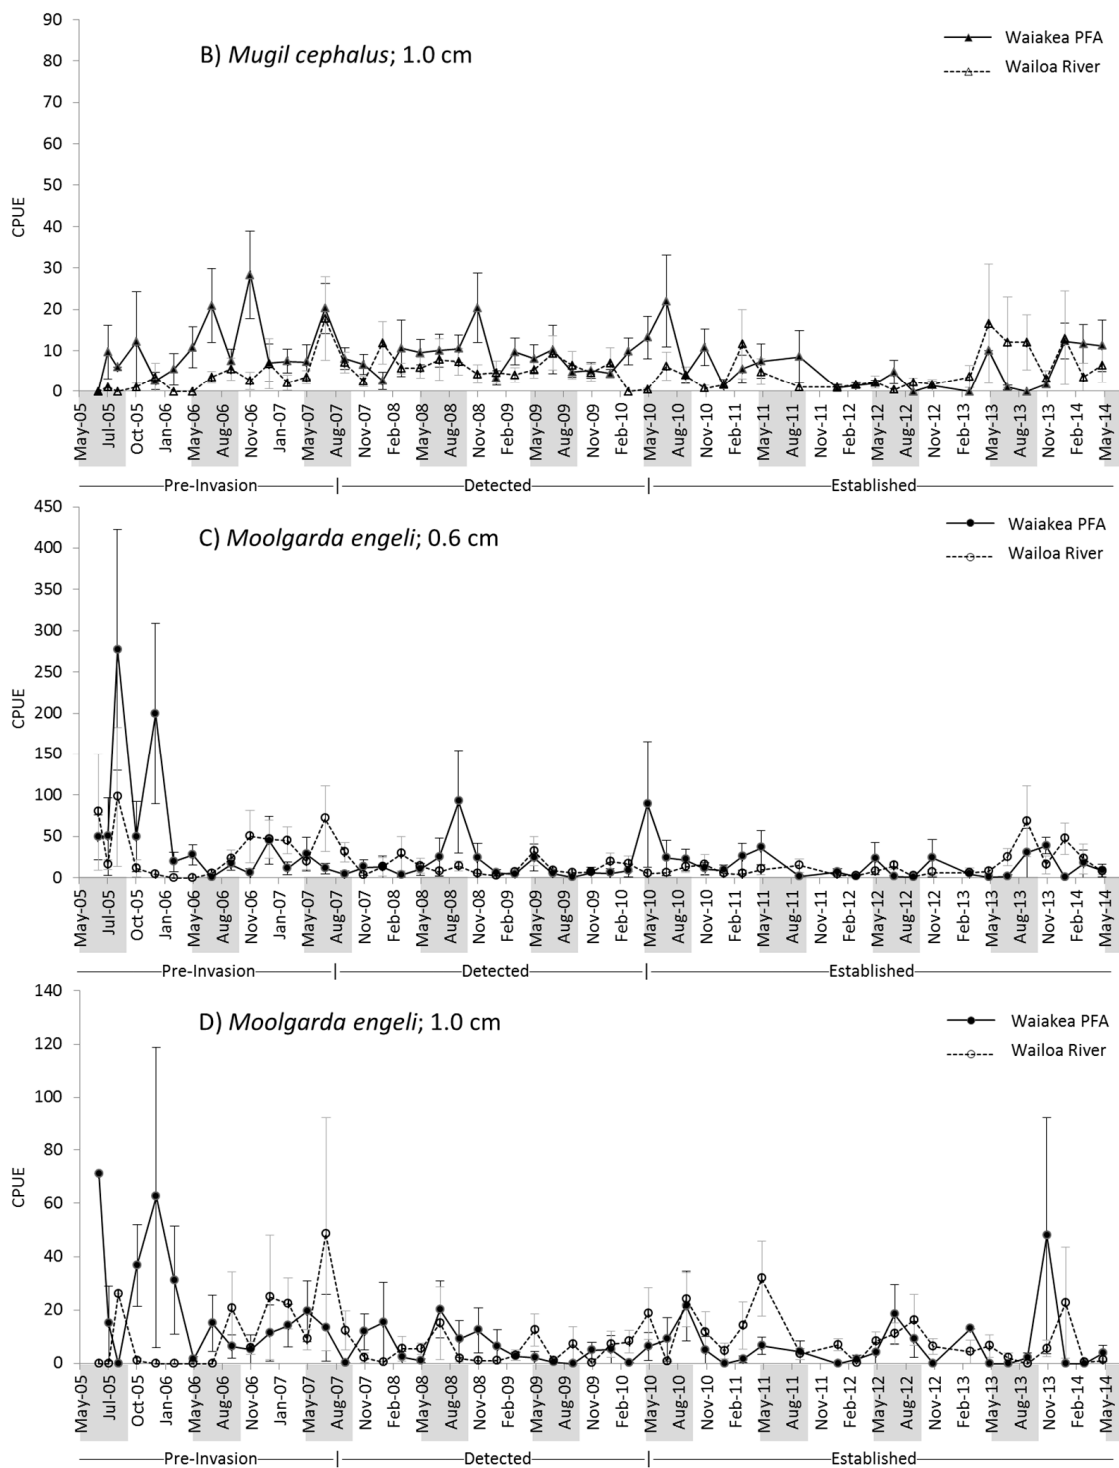 90
80
70
60
50
40
30
20
10
0
CPUE
B) Mugil cephalus; 1.0 cm
Waiakea PFA
Wailoa River
May-05 Jul-05 Oct-05 Jan-06 May-06 Aug-06 Nov-06 Jan-07 May-07 Aug-07 Nov-07 Feb-08 May-08 Aug-08 Nov-08 Feb-09 May-09 Aug-09 Nov-09 Feb-10 May-10 Aug-10 Nov-10 Feb-11 May-11 Aug-11 Nov-11 Feb-12 May-12 Aug-12 Nov-12 Feb-13 May-13 Aug-13 Nov-13 Feb-14 May-14
Pre-Invasion | Detected | Established
450
400
350
300
250
200
150
100
50
0
CPUE
C) Moolgarda engeli; 0.6 cm
Waiakea PFA
Wailoa River
May-05 Jul-05 Oct-05 Jan-06 May-06 Aug-06 Nov-06 Jan-07 May-07 Aug-07 Nov-07 Feb-08 May-08 Aug-08 Nov-08 Feb-09 May-09 Aug-09 Nov-09 Feb-10 May-10 Aug-10 Nov-10 Feb-11 May-11 Aug-11 Nov-11 Feb-12 May-12 Aug-12 Nov-12 Feb-13 May-13 Aug-13 Nov-13 Feb-14 May-14
Pre-Invasion | Detected | Established
140
120
100
80
60
40
20
0
CPUE
D) Moolgarda engeli; 1.0 cm
Waiakea PFA
Wailoa River
May-05 Jul-05 Oct-05 Jan-06 May-06 Aug-06 Nov-06 Jan-07 May-07 Aug-07 Nov-07 Feb-08 May-08 Aug-08 Nov-08 Feb-09 May-09 Aug-09 Nov-09 Feb-10 May-10 Aug-10 Nov-10 Feb-11 May-11 Aug-11 Nov-11 Feb-12 May-12 Aug-12 Nov-12 Feb-13 May-13 Aug-13 Nov-13 Feb-14 May-14
Pre-Invasion | Detected | Established